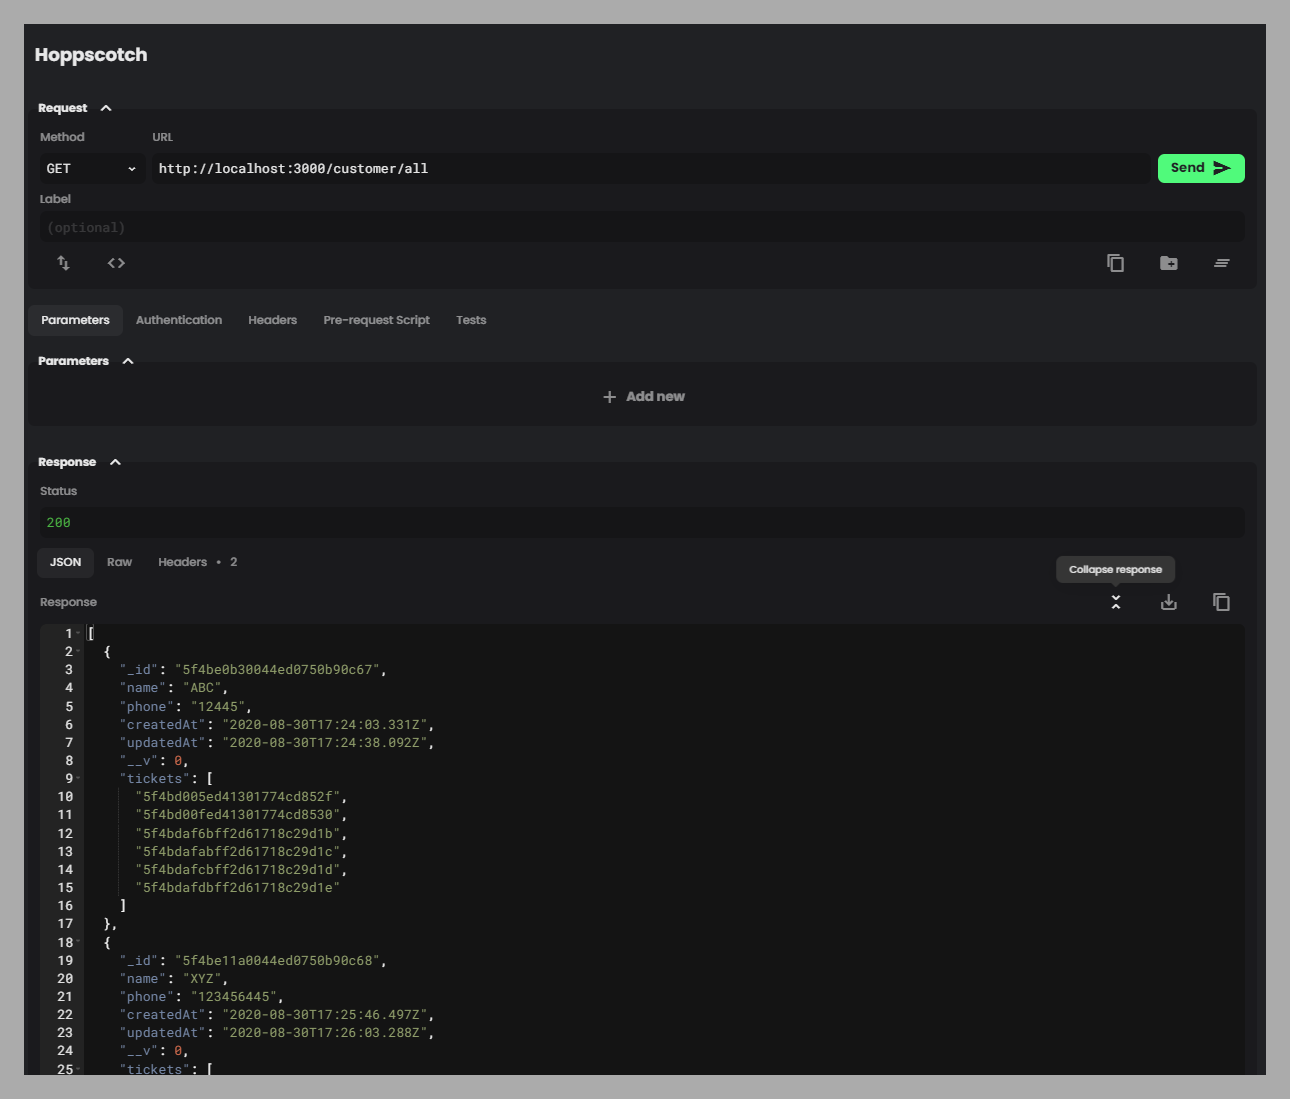 Hoppscotch
Request
Method URL
GET http://localhost:3000/customer/all Send
Label
(optional)
Parameters Authentication Headers Pre-request Script Tests
Parameters
+ Add new
Response
Status
200
JSON Raw Headers • 2
Collapse response
Response
1 [
2 {
3 "_id": "5f4be0b30044ed0750b90c67",
4 "name": "ABC",
5 "phone": "12445",
6 "createdAt": "2020-08-30T17:24:03.331Z",
7 "updatedAt": "2020-08-30T17:24:38.092Z",
8 "__v": 0,
9 "tickets": [
10 "5f4bd005ed41301774cd852f",
11 "5f4bd00fed41301774cd8530",
12 "5f4bdaf6bff2d61718c29d1b",
13 "5f4bdafabff2d61718c29d1c",
14 "5f4bdafcbff2d61718c29d1d",
15 "5f4bdafdbff2d61718c29d1e"
16 ]
17 },
18 {
19 "_id": "5f4be11a0044ed0750b90c68",
20 "name": "XYZ",
21 "phone": "123456445",
22 "createdAt": "2020-08-30T17:25:46.497Z",
23 "updatedAt": "2020-08-30T17:26:03.288Z",
24 "__v": 0,
25 "tickets": [